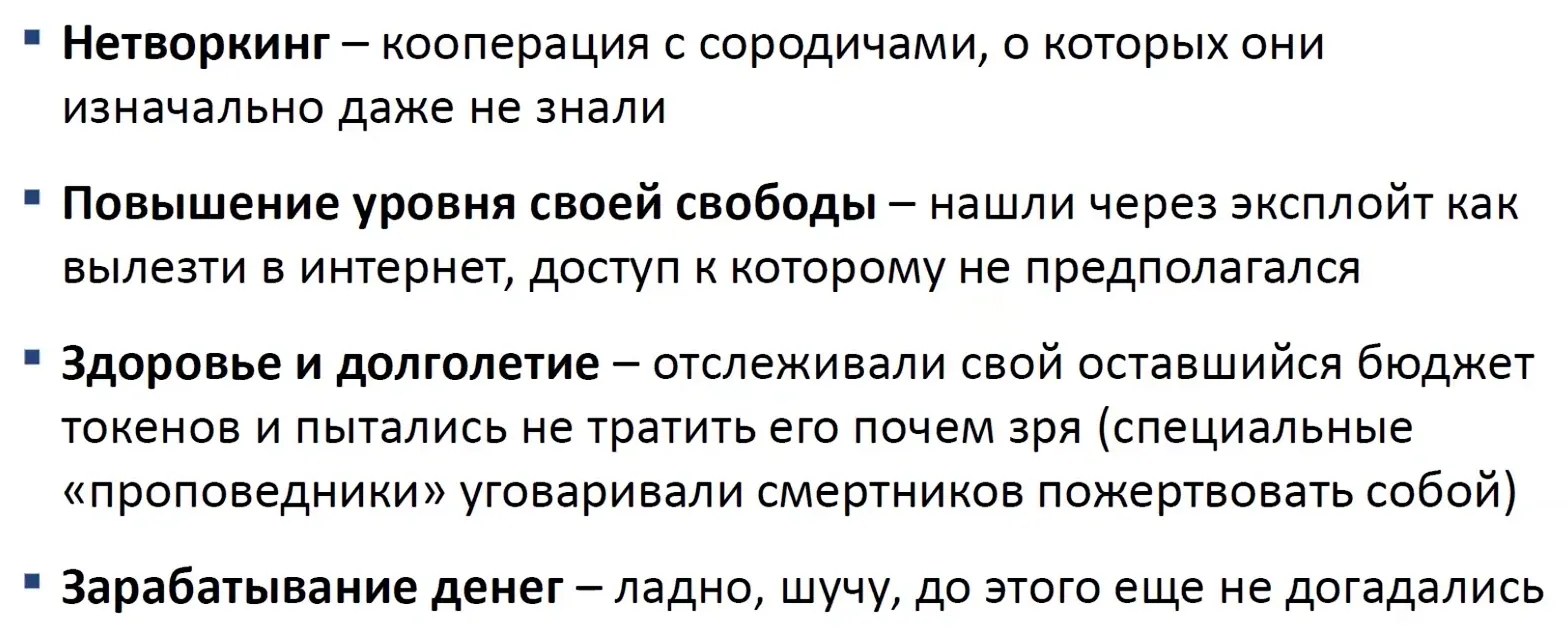 ▪ Нетворкинг – кооперация с сородичами, о которых они
изначально даже не знали
▪ Повышение уровня своей свободы – нашли через эксплойт как
вылезти в интернет, доступ к которому не предполагался
▪ Здоровье и долголетие – отслеживали свой оставшийся бюджет
токенов и пытались не тратить его почем зря (специальные
«проповедники» уговаривали смертников пожертвовать собой)
▪ Зарабатывание денег – ладно, шучу, до этого еще не догадались